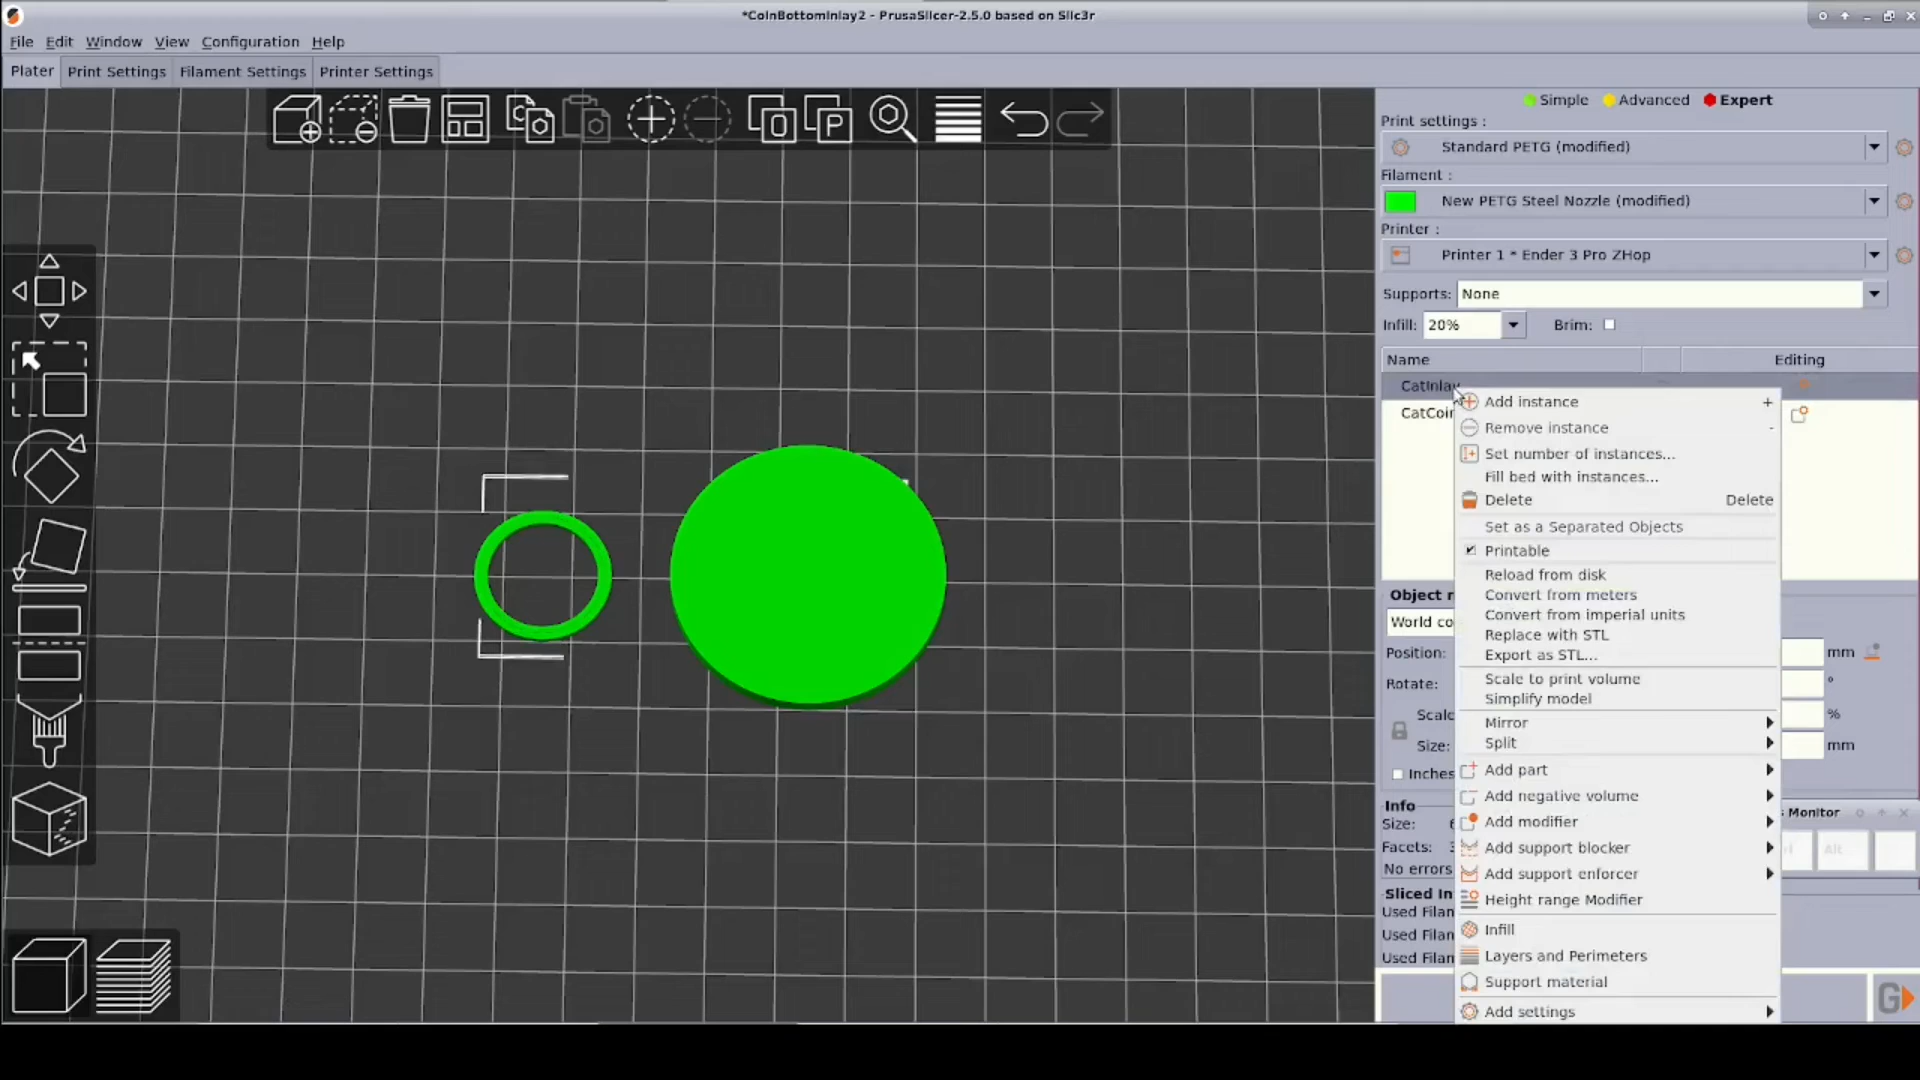 *CoinBottomInlay2 - PrusaSlicer-2.5.0 based on Slic3r
File Edit Window View Configuration Help
Plater Print Settings Filament Settings Printer Settings
Simple Advanced Expert
Print settings :
Standard PETG (modified)
Filament :
New PETG Steel Nozzle (modified)
Printer :
Printer 1 * Ender 3 Pro ZHop
Supports: None
Infill: 20% Brim:
Name Editing
CatInlay
CatCoin
Add instance +
Remove instance -
Set number of instances...
Fill bed with instances...
Delete Delete
Set as a Separated Objects
Printable
Reload from disk
Convert from meters
Convert from imperial units
Replace with STL
Export as STL...
Scale to print volume
Simplify model
Mirror
Split
Add part
Add negative volume
Add modifier
Add support blocker
Add support enforcer
Height range Modifier
Infill
Layers and Perimeters
Support material
Add settings
Object
World co
Position: mm
Rotate: °
Scale %
Size: mm
Inches
Info
Size:
Facets:
No errors
Monitor
Alt
Sliced In
Used Filan
Used Filan
Used Filan
O
P
G